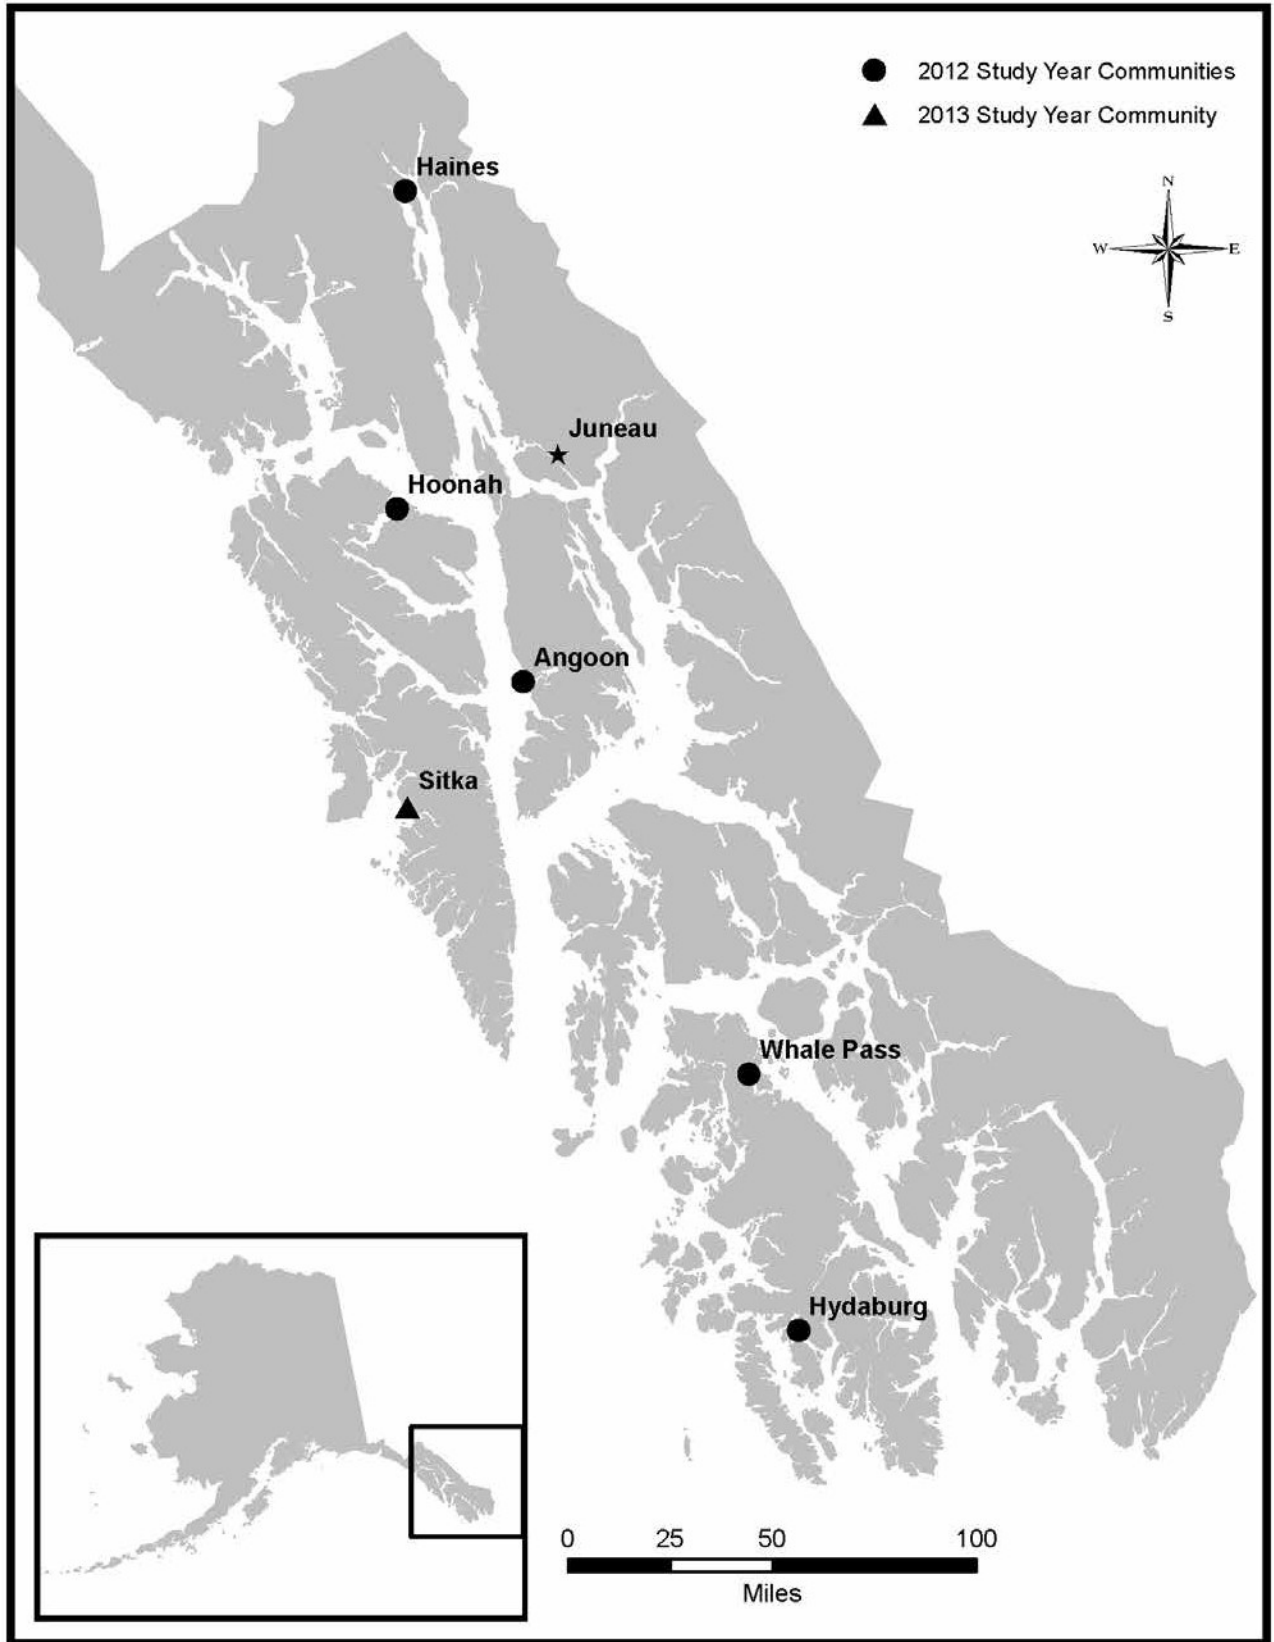 2012 Study Year Communities
2013 Study Year Community
N
W E
S
Haines
Juneau
Hoonah
Angoon
Sitka
Whale Pass
Hydaburg
0 25 50 100
Miles